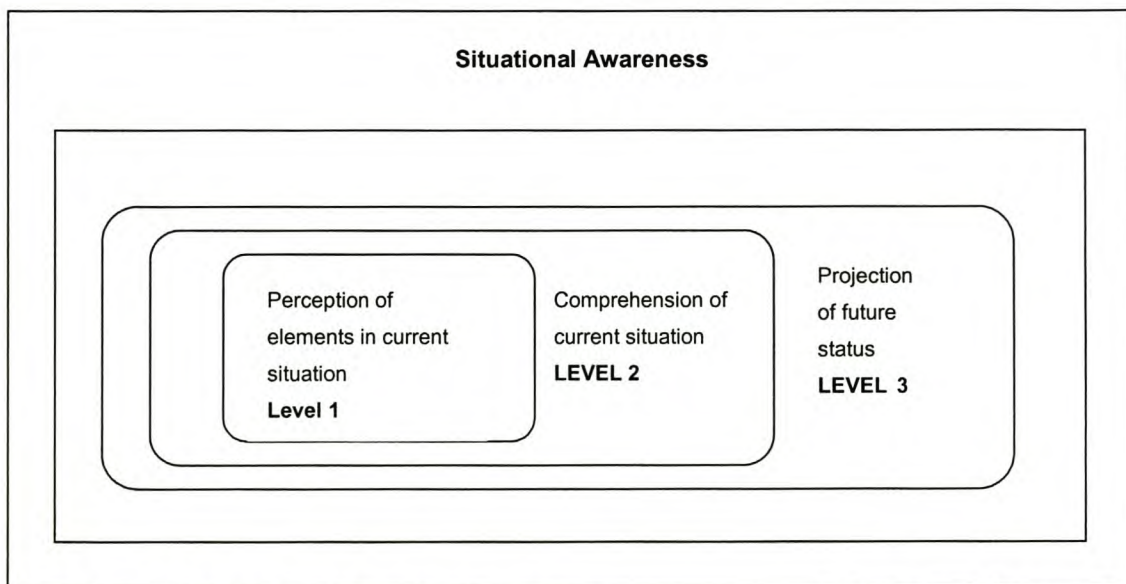 Situational Awareness
Perception of
elements in current
situation
Level 1
Comprehension of
current situation
LEVEL 2
Projection
of future
status
LEVEL 3